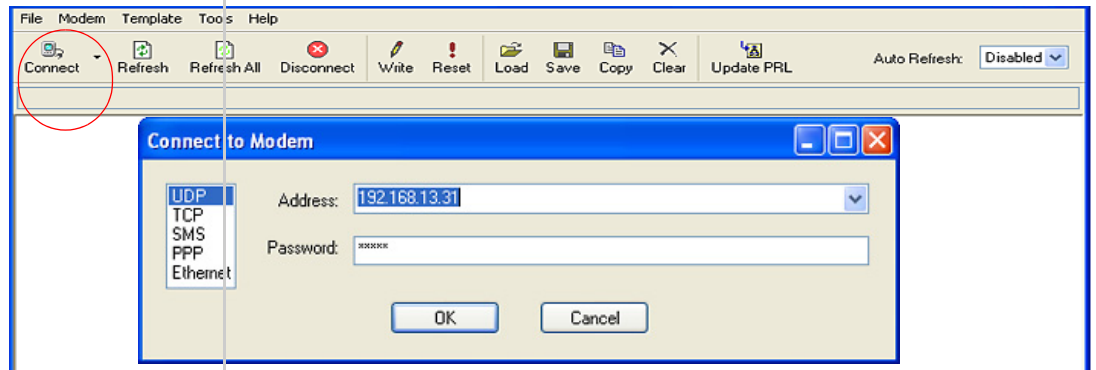 File Modem Template Tools Help
Connect Refresh Refresh All Disconnect Write Reset Load Save Copy Clear Update PRL Auto Refresh: Disabled
Connect to Modem
UDP
TCP
SMS
PPP
Ethernet
Address: 192.168.13.31
Password: *****
OK Cancel